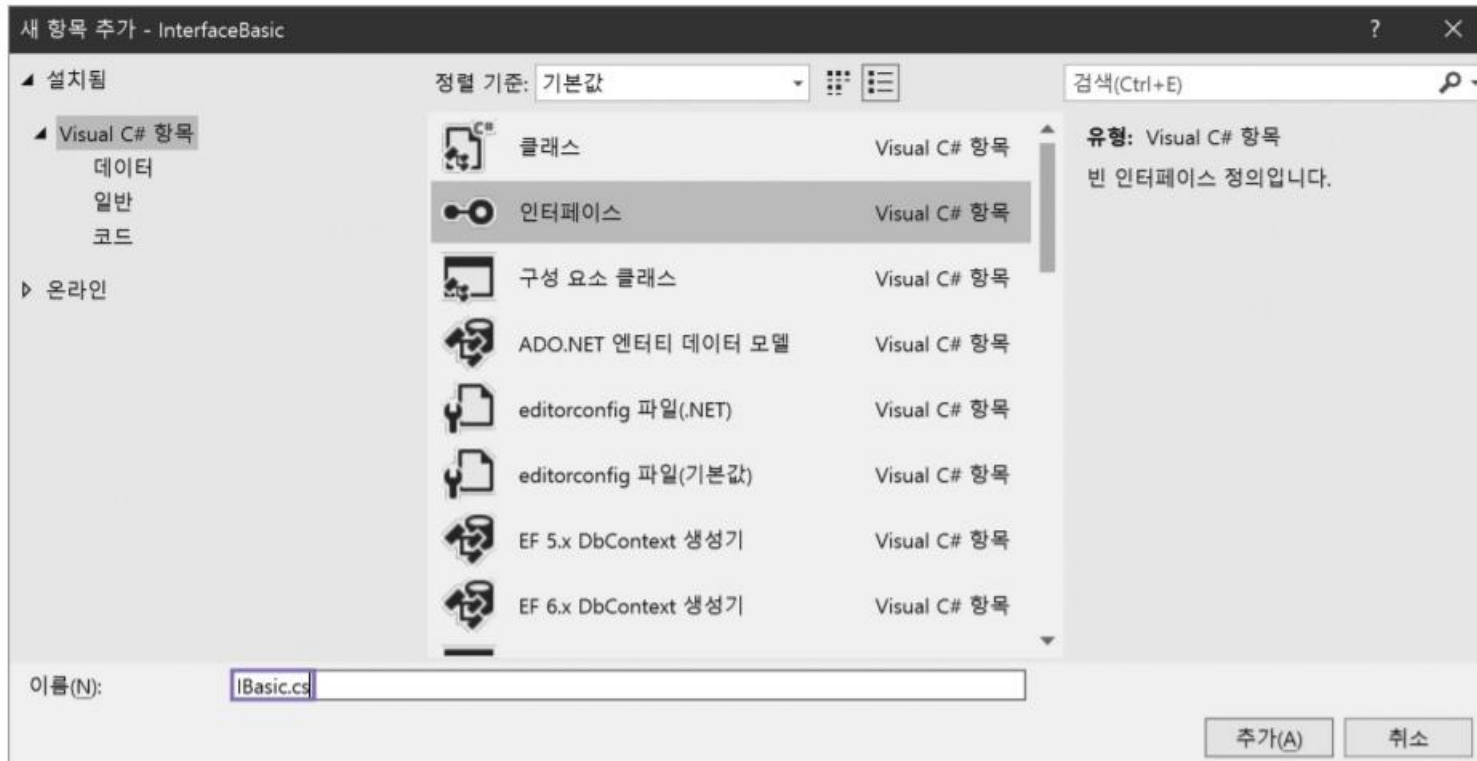 새 항목 추가 - InterfaceBasic
설치됨
정렬 기준: 기본값
검색(Ctrl+E)
Visual C# 항목
데이터
일반
코드
온라인
클래스 Visual C# 항목
인터페이스 Visual C# 항목
구성 요소 클래스 Visual C# 항목
ADO.NET 엔터티 데이터 모델 Visual C# 항목
editorconfig 파일(.NET) Visual C# 항목
editorconfig 파일(기본값) Visual C# 항목
EF 5.x DbContext 생성기 Visual C# 항목
EF 6.x DbContext 생성기 Visual C# 항목
유형: Visual C# 항목
빈 인터페이스 정의입니다.
이름(N): IBasic.cs
추가(A) 취소